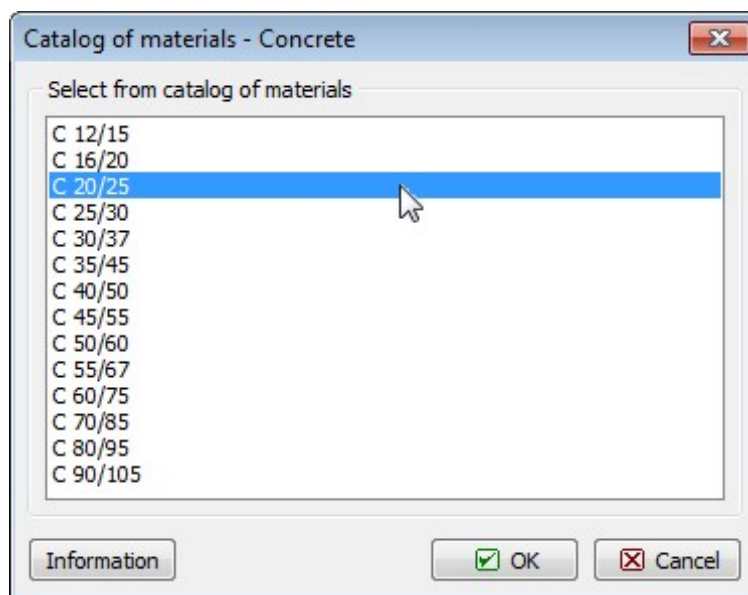 Catalog of materials - Concrete
Select from catalog of materials
C 12/15
C 16/20
C 20/25
C 25/30
C 30/37
C 35/45
C 40/50
C 45/55
C 50/60
C 55/67
C 60/75
C 70/85
C 80/95
C 90/105
Information
OK
Cancel